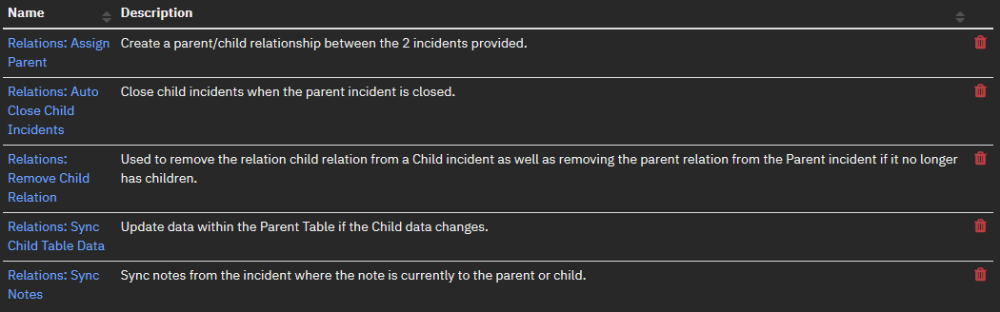 Name Description
Relations: Assign Create a parent/child relationship between the 2 incidents provided.
Parent
Relations: Auto Close child incidents when the parent incident is closed.
Close Child
Incidents
Relations: Used to remove the relation child relation from a Child incident as well as removing the parent relation from the Parent incident if it no longer
Remove Child has children.
Relation
Relations: Sync Update data within the Parent Table if the Child data changes.
Child Table Data
Relations: Sync Sync notes from the incident where the note is currently to the parent or child.
Notes